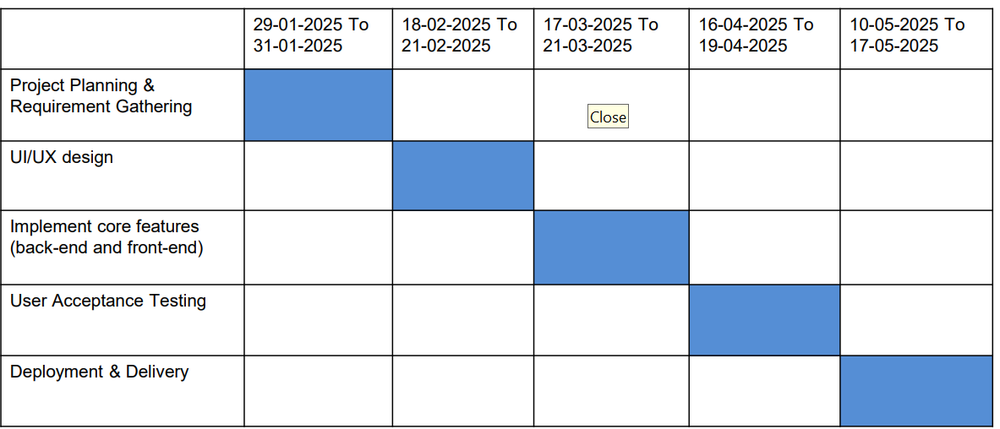 29-01-2025 To
31-01-2025
18-02-2025 To
21-02-2025
17-03-2025 To
21-03-2025
16-04-2025 To
19-04-2025
10-05-2025 To
17-05-2025
Project Planning &
Requirement Gathering
Close
UI/UX design
Implement core features
(back-end and front-end)
User Acceptance Testing
Deployment & Delivery